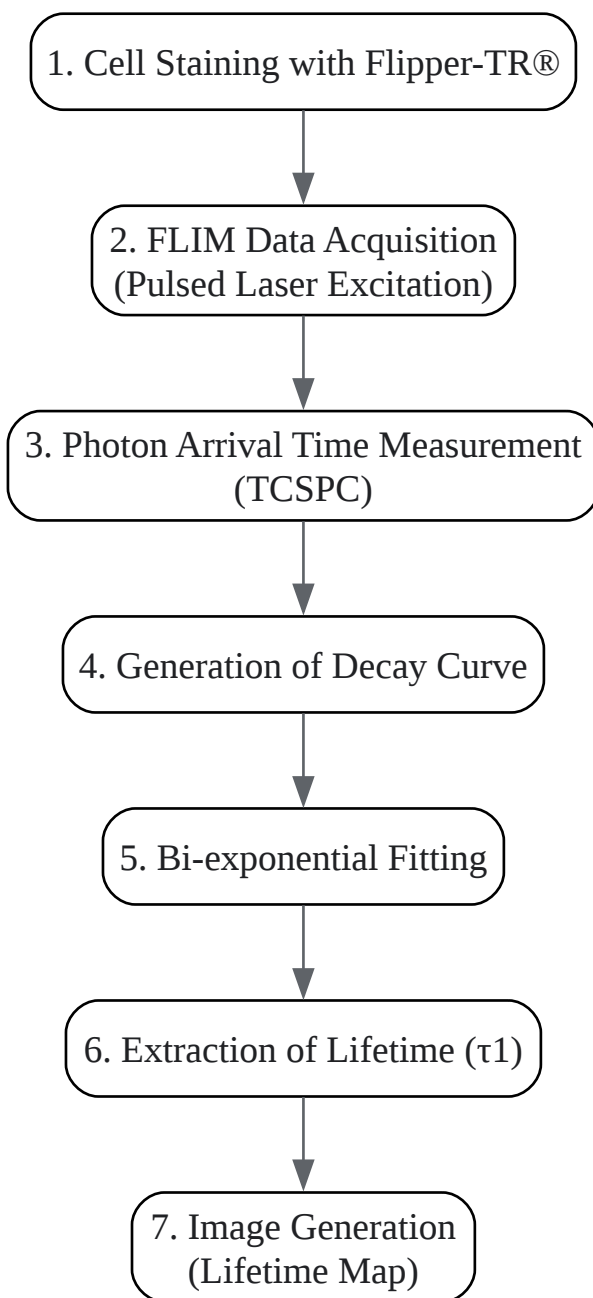 1. Cell Staining with Flipper-TR®
2. FLIM Data Acquisition
(Pulsed Laser Excitation)
3. Photon Arrival Time Measurement
(TCSPC)
4. Generation of Decay Curve
5. Bi-exponential Fitting
6. Extraction of Lifetime (τ1)
7. Image Generation
(Lifetime Map)